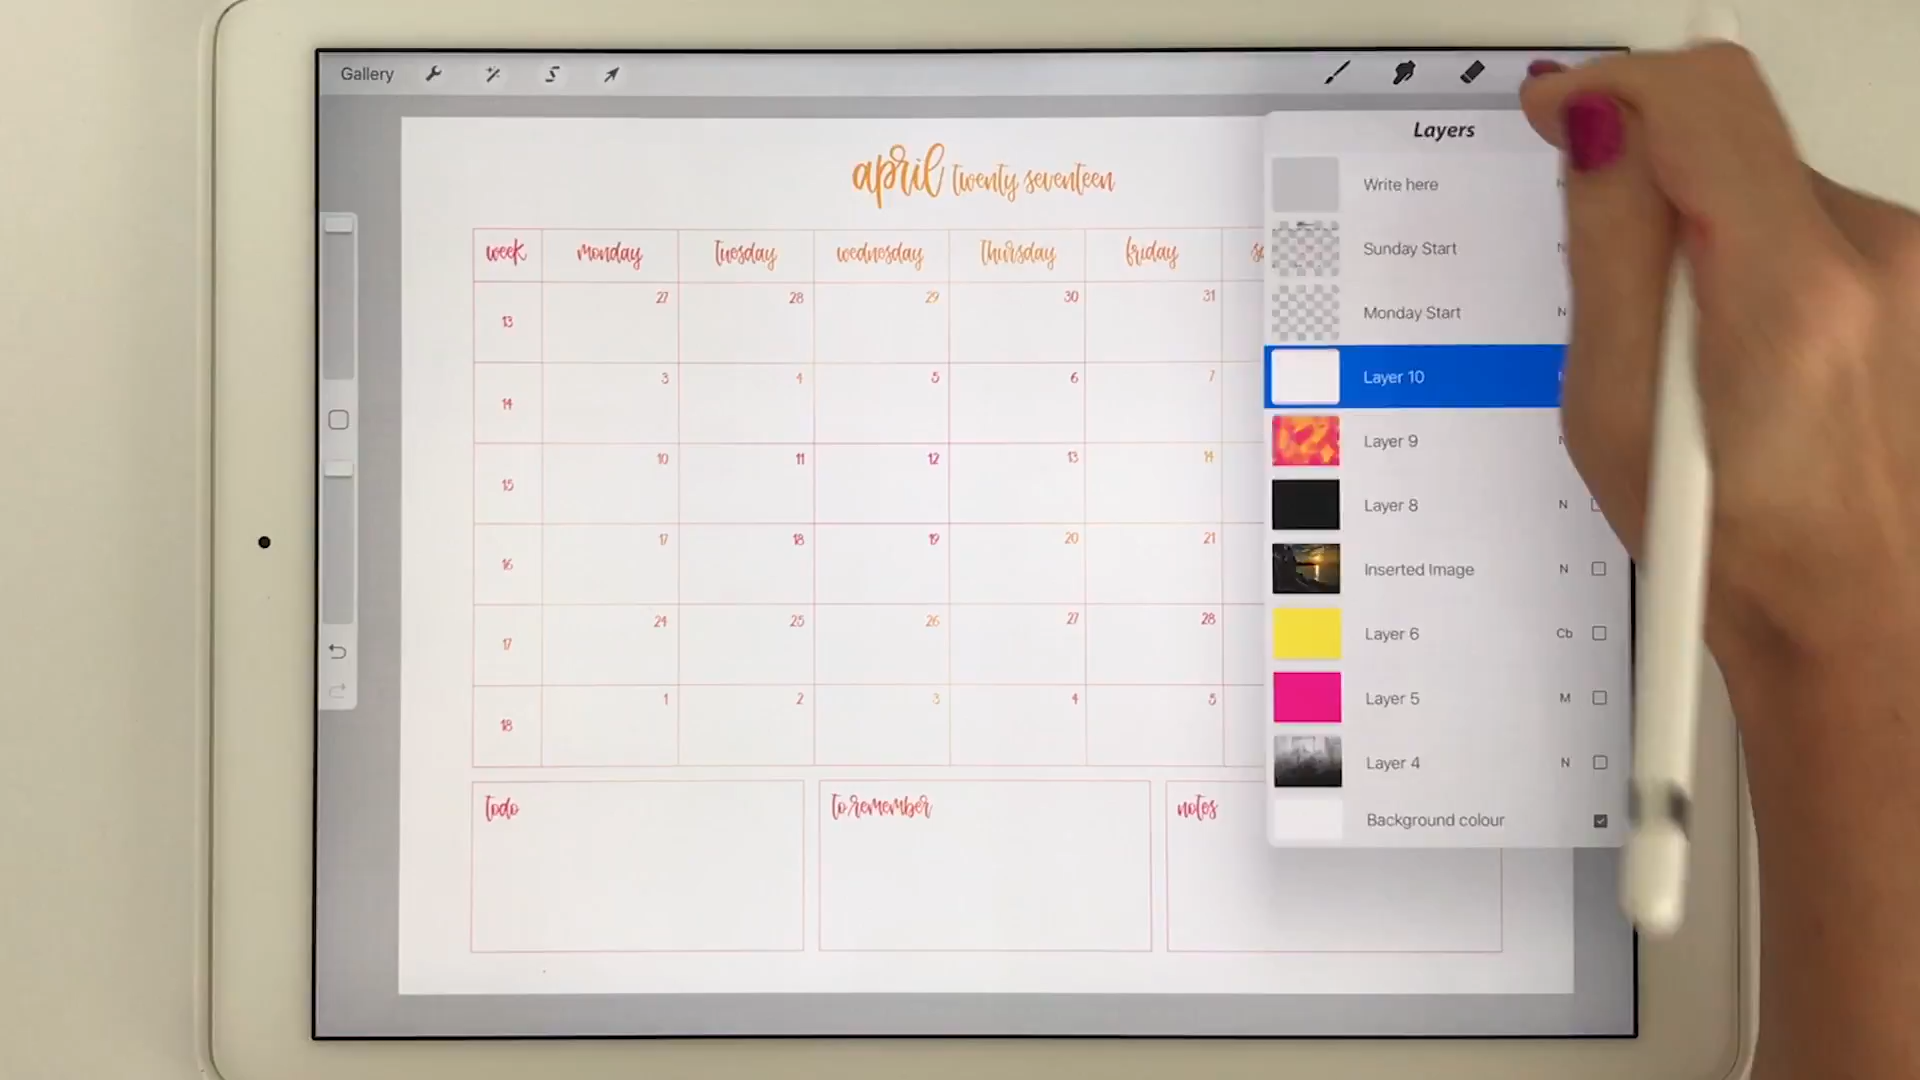 Gallery
Layers
april twenty seventeen
week monday tuesday wednesday thursday friday
27 28 29 30 31
13
3 4 5 6 7
14
10 11 12 13 14
15
17 18 19 20 21
16
24 25 26 27 28
17
1 2 3 4 5
18
todo to remember notes
Write here
Sunday Start
Monday Start N
Layer 10
Layer 9
Layer 8 N
Inserted Image N
Layer 6 Cb
Layer 5 M
Layer 4 N
Background colour